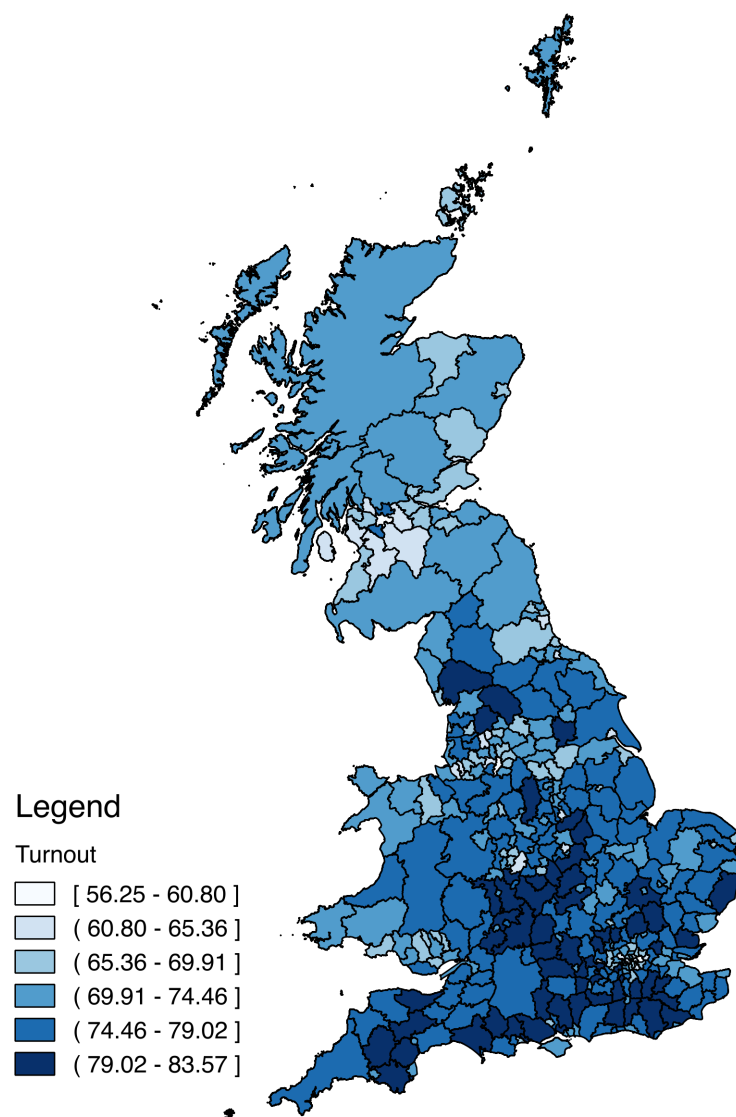 Legend
Turnout
[ 56.25 - 60.80 ]
( 60.80 - 65.36 ]
( 65.36 - 69.91 ]
( 69.91 - 74.46 ]
( 74.46 - 79.02 ]
( 79.02 - 83.57 ]